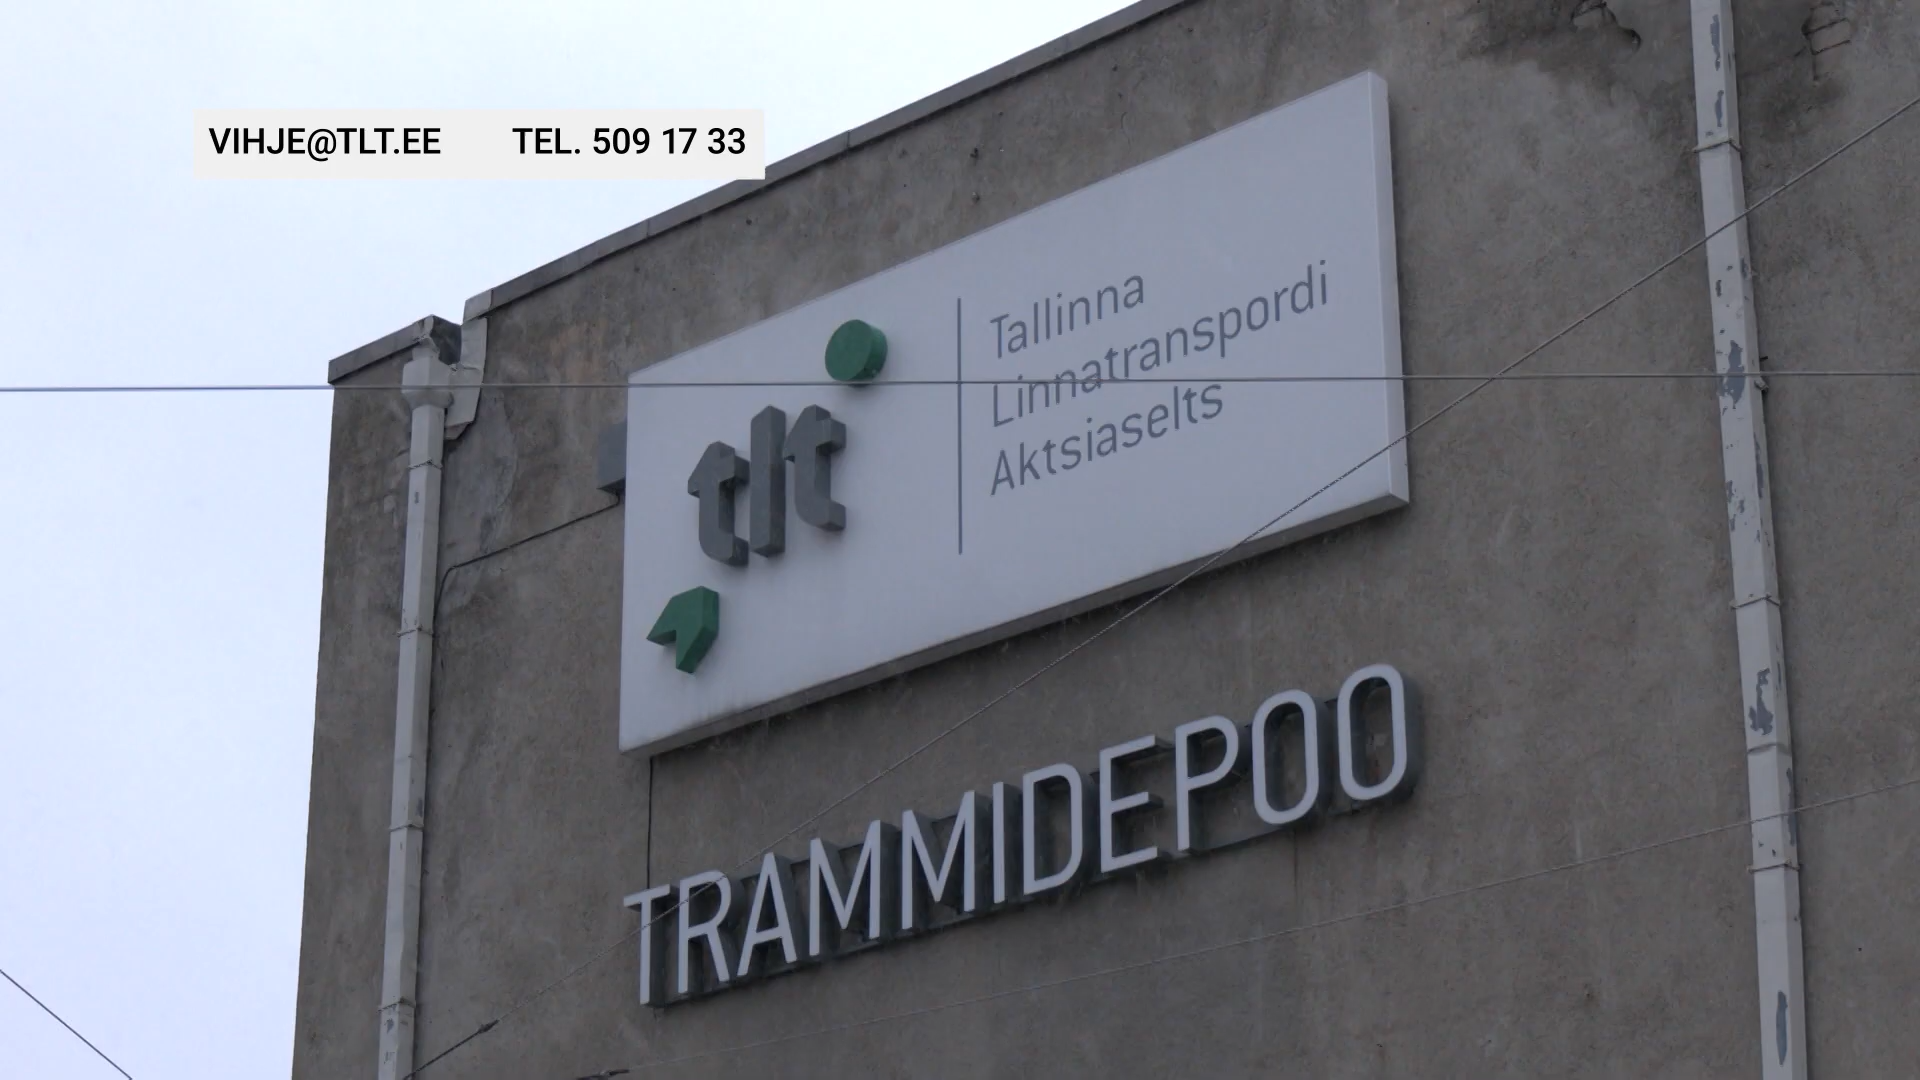 VIHJE@TLT.EE TEL. 509 17 33
tlt
Tallinna
Linnatranspordi
Aktsiaselts
TRAMMIDEPOO